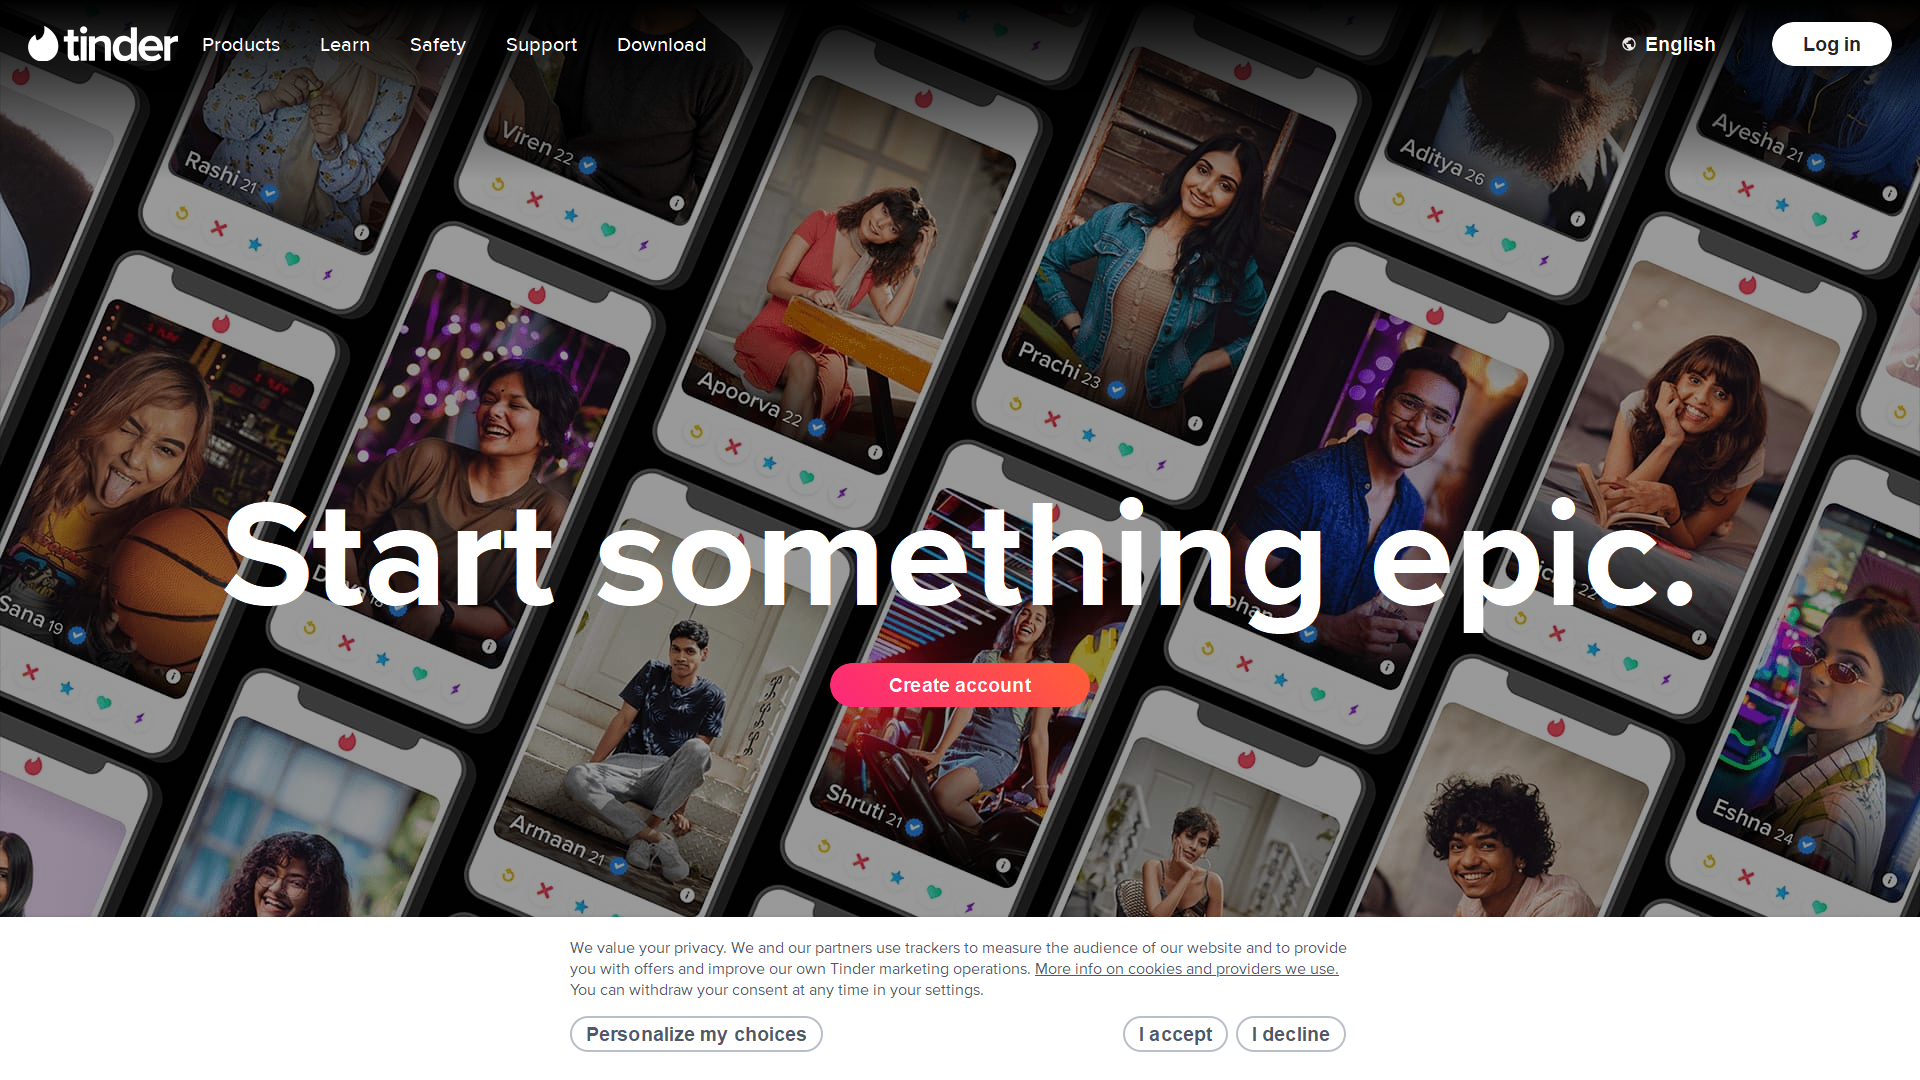 tinder
Products
Learn
Safety
Support
Download
English
Log in
Rashi 21
Viren 22
Aditya 26
Ayesha 21
Apoorva 22
Prachi 23
Start something epic.
Sana 19
Create account
Armaan 21
Shruti 21
Eshna 24
We value your privacy. We and our partners use trackers to measure the audience of our website and to provide
you with offers and improve our own Tinder marketing operations. More info on cookies and providers we use.
You can withdraw your consent at any time in your settings.
Personalize my choices
I accept
I decline